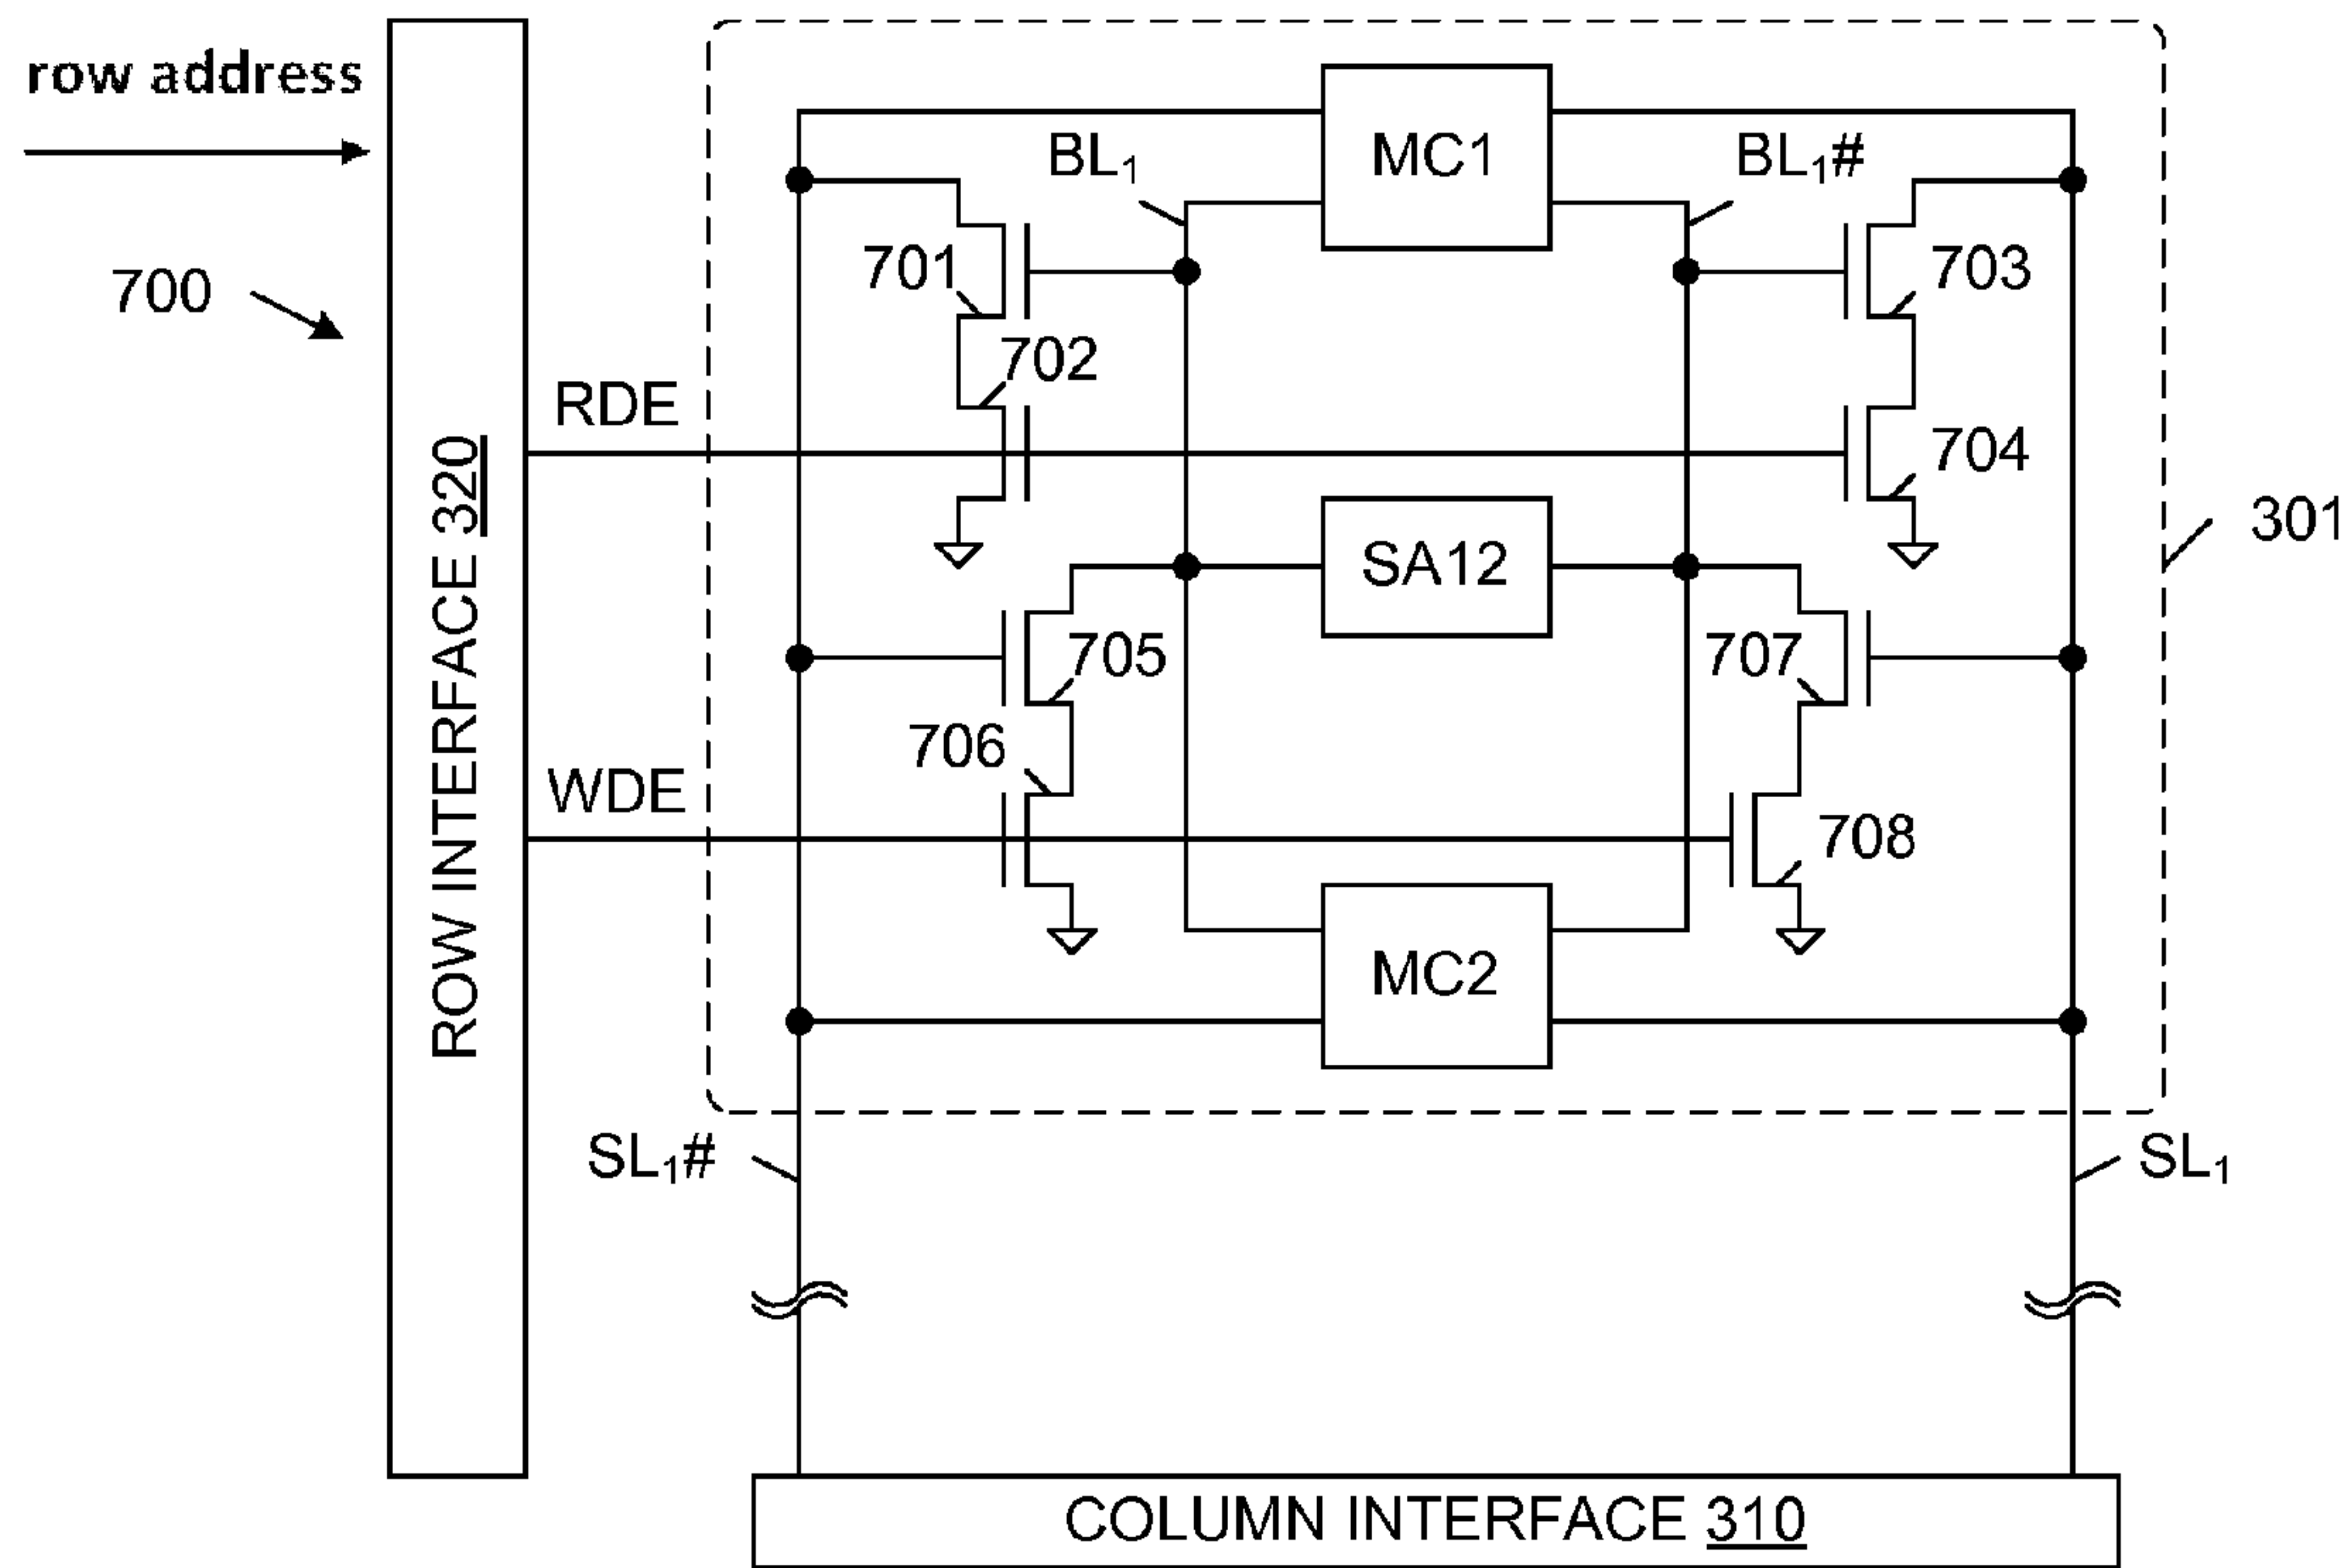 row address
MC1
BL₁
BL₁#
701
703
700
702
RDE
704
301
SA12
ROW INTERFACE 320
705
707
706
WDE
708
MC2
SL₁#
SL₁
COLUMN INTERFACE 310